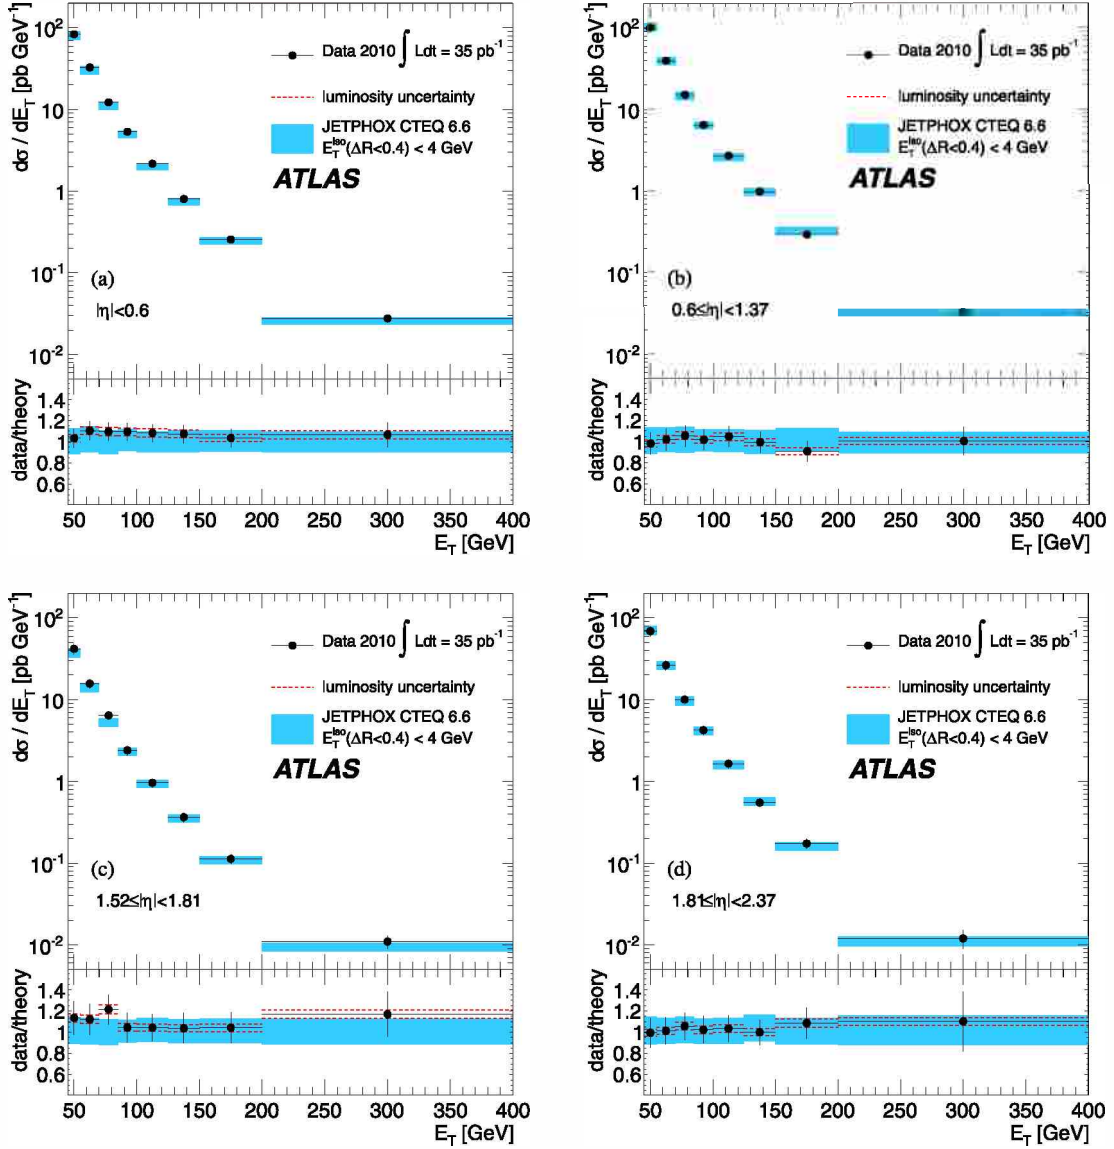 dσ / dE_T [pb GeV⁻¹]
10²
10
1
10⁻¹
10⁻²
Data 2010 ∫ Ldt = 35 pb⁻¹
luminosity uncertainty
JETPHOX CTEQ 6.6
E_T^iso(ΔR<0.4) < 4 GeV
ATLAS
(a)
|η|<0.6
data/theory
1.4
1.2
1
0.8
0.6
50 100 150 200 250 300 350 400
E_T [GeV]
dσ / dE_T [pb GeV⁻¹]
10²
10
1
10⁻¹
10⁻²
Data 2010 ∫ Ldt = 35 pb⁻¹
luminosity uncertainty
JETPHOX CTEQ 6.6
E_T^iso(ΔR<0.4) < 4 GeV
ATLAS
(b)
0.6≤|η|<1.37
data/theory
1.4
1.2
1
0.8
0.6
50 100 150 200 250 300 350 400
E_T [GeV]
dσ / dE_T [pb GeV⁻¹]
10²
10
1
10⁻¹
10⁻²
Data 2010 ∫ Ldt = 35 pb⁻¹
luminosity uncertainty
JETPHOX CTEQ 6.6
E_T^iso(ΔR<0.4) < 4 GeV
ATLAS
(c)
1.52≤|η|<1.81
data/theory
1.4
1.2
1
0.8
0.6
50 100 150 200 250 300 350 400
E_T [GeV]
dσ / dE_T [pb GeV⁻¹]
10²
10
1
10⁻¹
10⁻²
Data 2010 ∫ Ldt = 35 pb⁻¹
luminosity uncertainty
JETPHOX CTEQ 6.6
E_T^iso(ΔR<0.4) < 4 GeV
ATLAS
(d)
1.81≤|η|<2.37
data/theory
1.4
1.2
1
0.8
0.6
50 100 150 200 250 300 350 400
E_T [GeV]